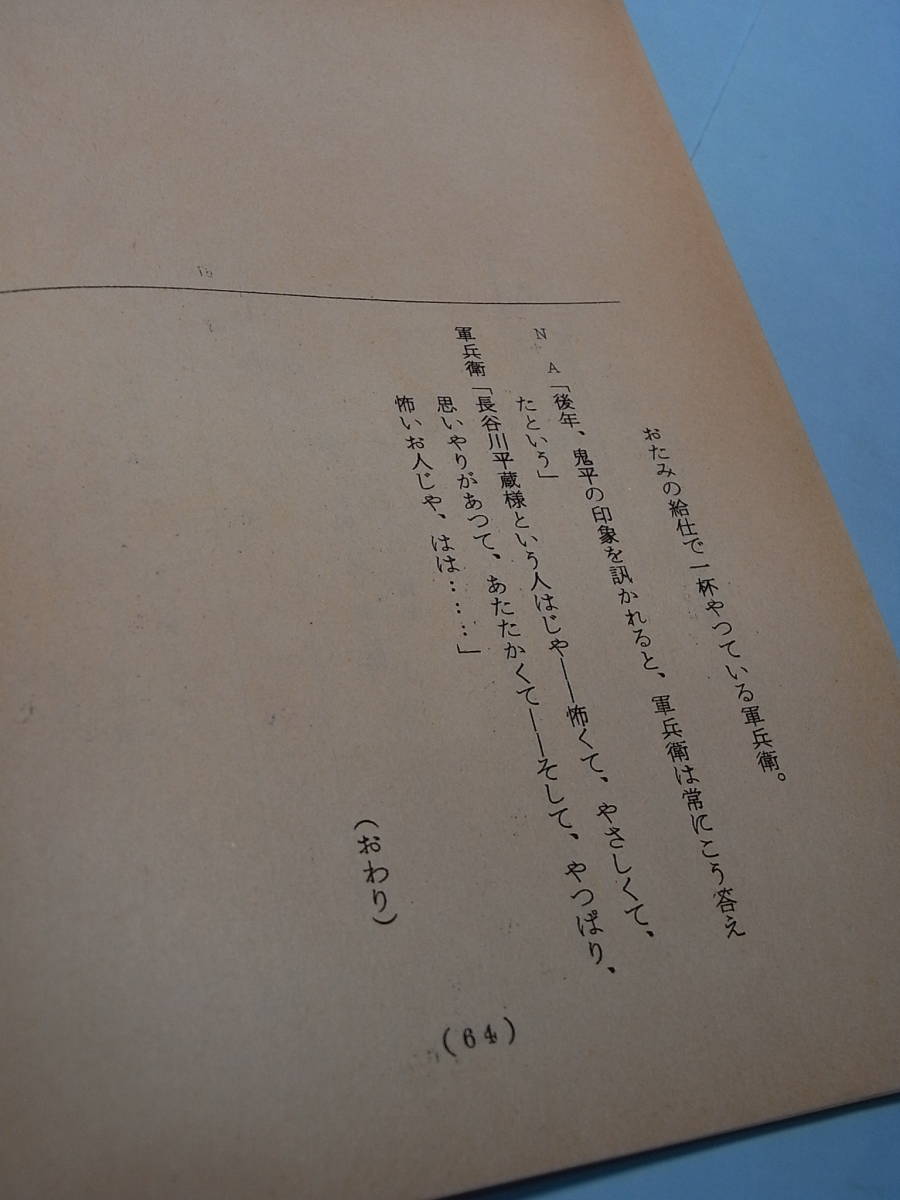 おたみの給仕で一杯やつている軍兵衛。
N A「後年、鬼平の印象を訊かれると、軍兵衛は常にこう答え
たという」
軍兵衛「長谷川平蔵様という人はじゃ――怖くて、やさしくて、
思いやりがあつて、あたたかくて――そして、やつぱり、
怖いお人じゃ、はは……」
(おわり)
(64)